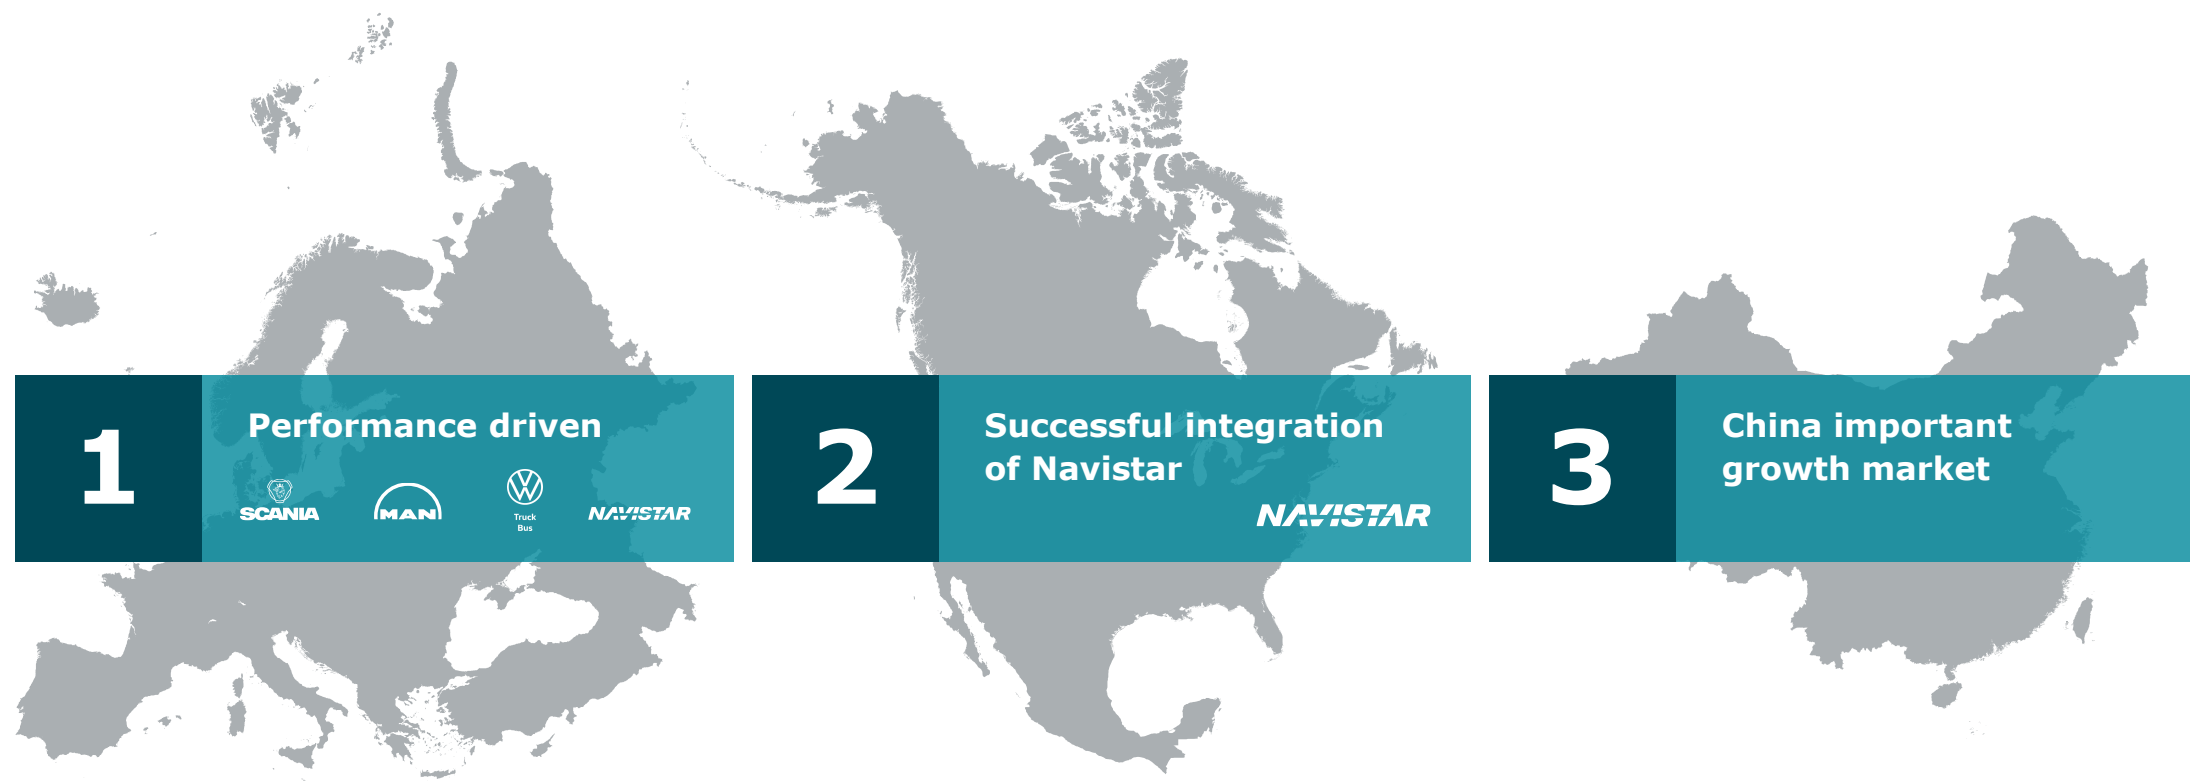 1
Performance driven
SCANIA
MAN
Truck
Bus
NAVISTAR
2
Successful integration
of Navistar
NAVISTAR
3
China important
growth market